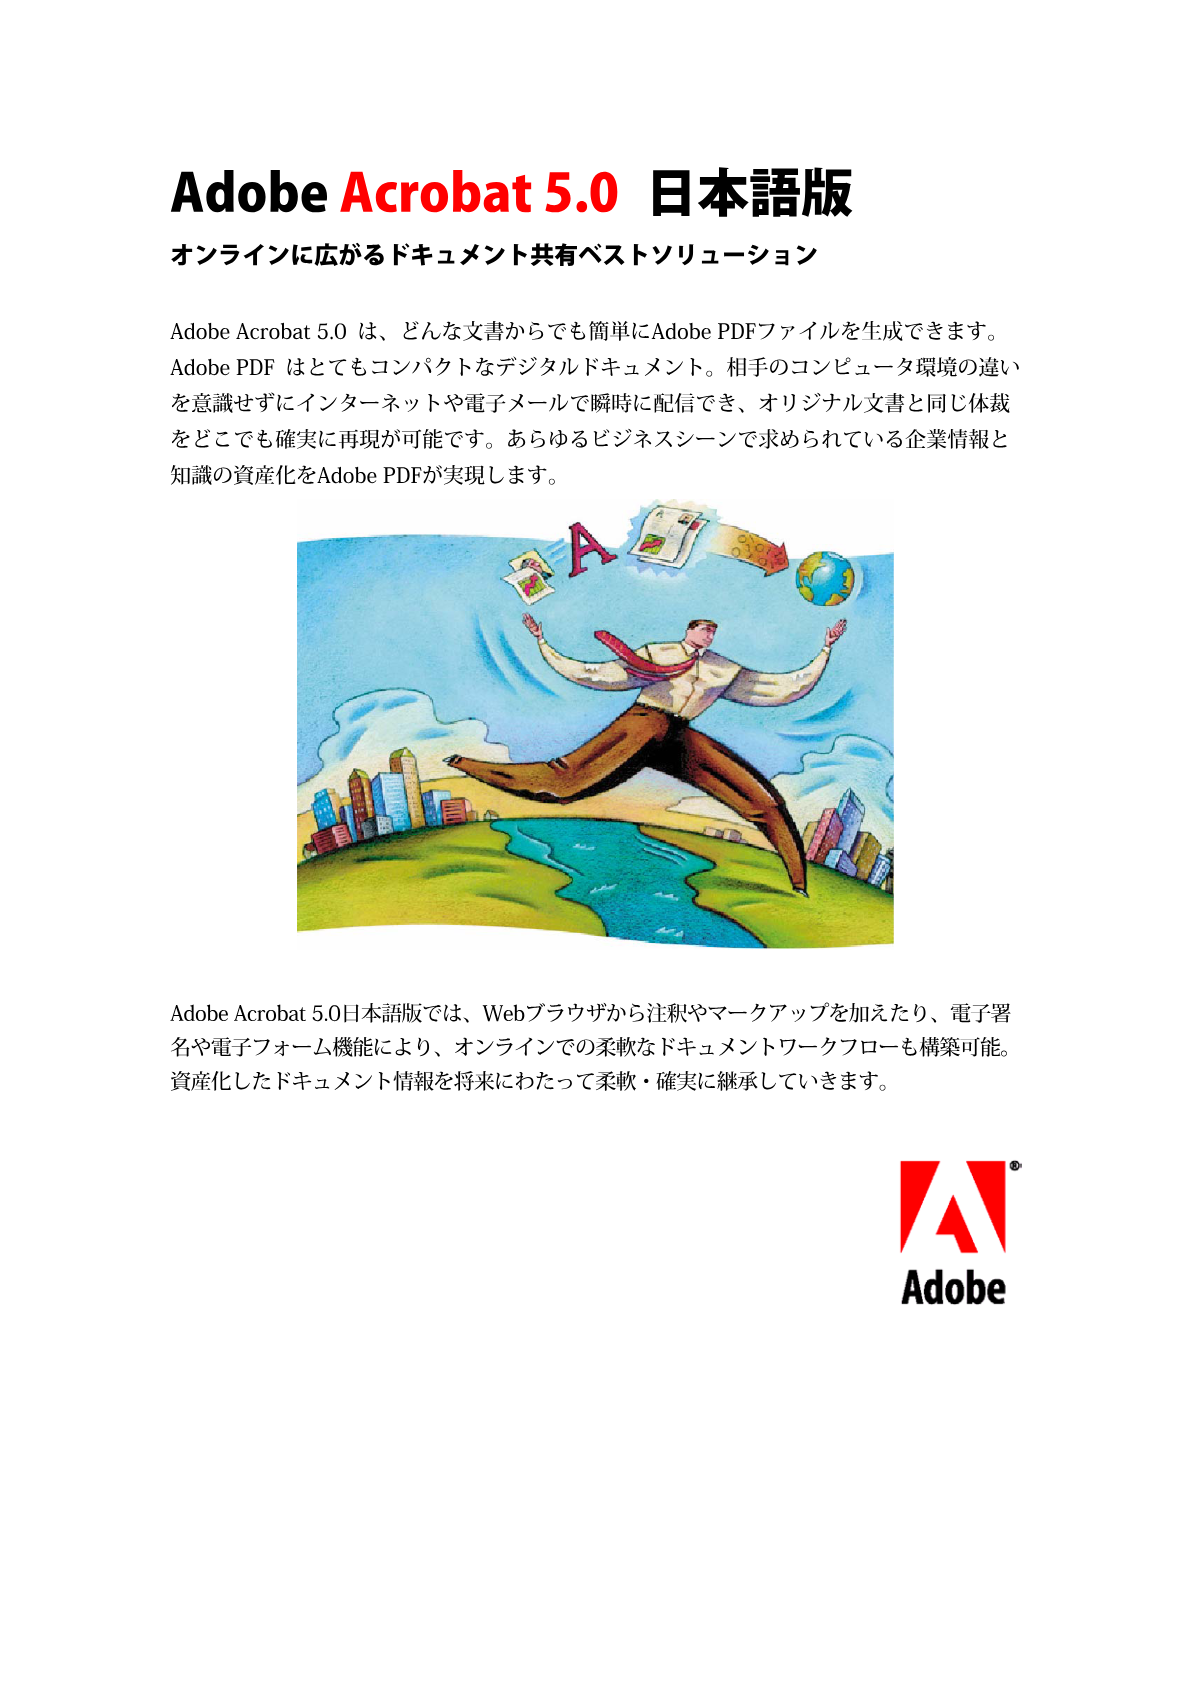 Adobe Acrobat 5.0 日本語版
オンラインに広がるドキュメント共有ベストソリューション
Adobe Acrobat 5.0 は、どんな文書からでも簡単にAdobe PDFファイルを生成できます。
Adobe PDF はとてもコンパクトなデジタルドキュメント。相手のコンピュータ環境の違い
を意識せずにインターネットや電子メールで瞬時に配信でき、オリジナル文書と同じ体裁
をどこでも確実に再現が可能です。あらゆるビジネスシーンで求められている企業情報と
知識の資産化をAdobe PDFが実現します。
A
Adobe Acrobat 5.0日本語版では、Webブラウザから注釈やマークアップを加えたり、電子署
名や電子フォーム機能により、オンラインでの柔軟なドキュメントワークフローも構築可能。
資産化したドキュメント情報を将来にわたって柔軟・確実に継承していきます。
®
Adobe